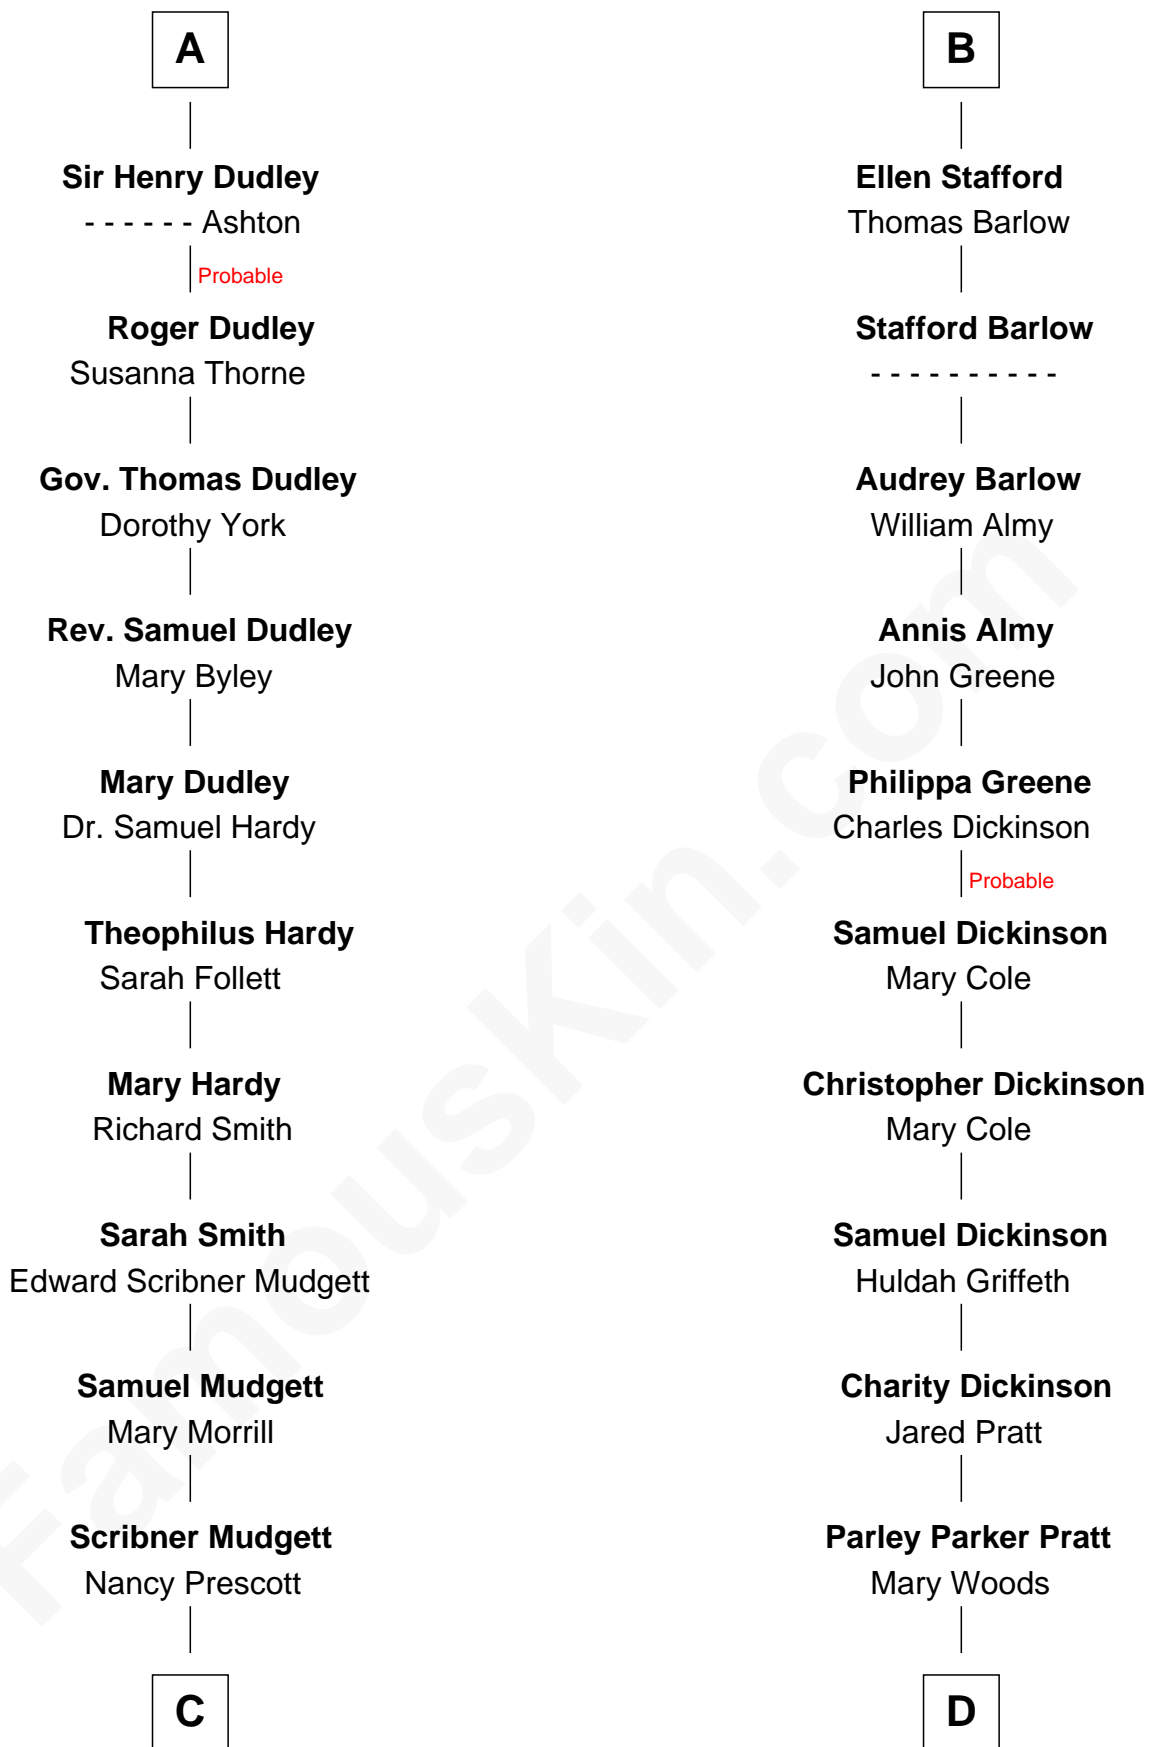 A
Sir Henry Dudley
- - - - - - Ashton
Probable
Roger Dudley
Susanna Thorne
Gov. Thomas Dudley
Dorothy York
Rev. Samuel Dudley
Mary Byley
Mary Dudley
Dr. Samuel Hardy
Theophilus Hardy
Sarah Follett
Mary Hardy
Richard Smith
Sarah Smith
Edward Scribner Mudgett
Samuel Mudgett
Mary Morrill
Scribner Mudgett
Nancy Prescott
C
B
Ellen Stafford
Thomas Barlow
Stafford Barlow
- - - - - - - - - -
Audrey Barlow
William Almy
Annis Almy
John Greene
Philippa Greene
Charles Dickinson
Probable
Samuel Dickinson
Mary Cole
Christopher Dickinson
Mary Cole
Samuel Dickinson
Huldah Griffeth
Charity Dickinson
Jared Pratt
Parley Parker Pratt
Mary Woods
D
FamousKin.com